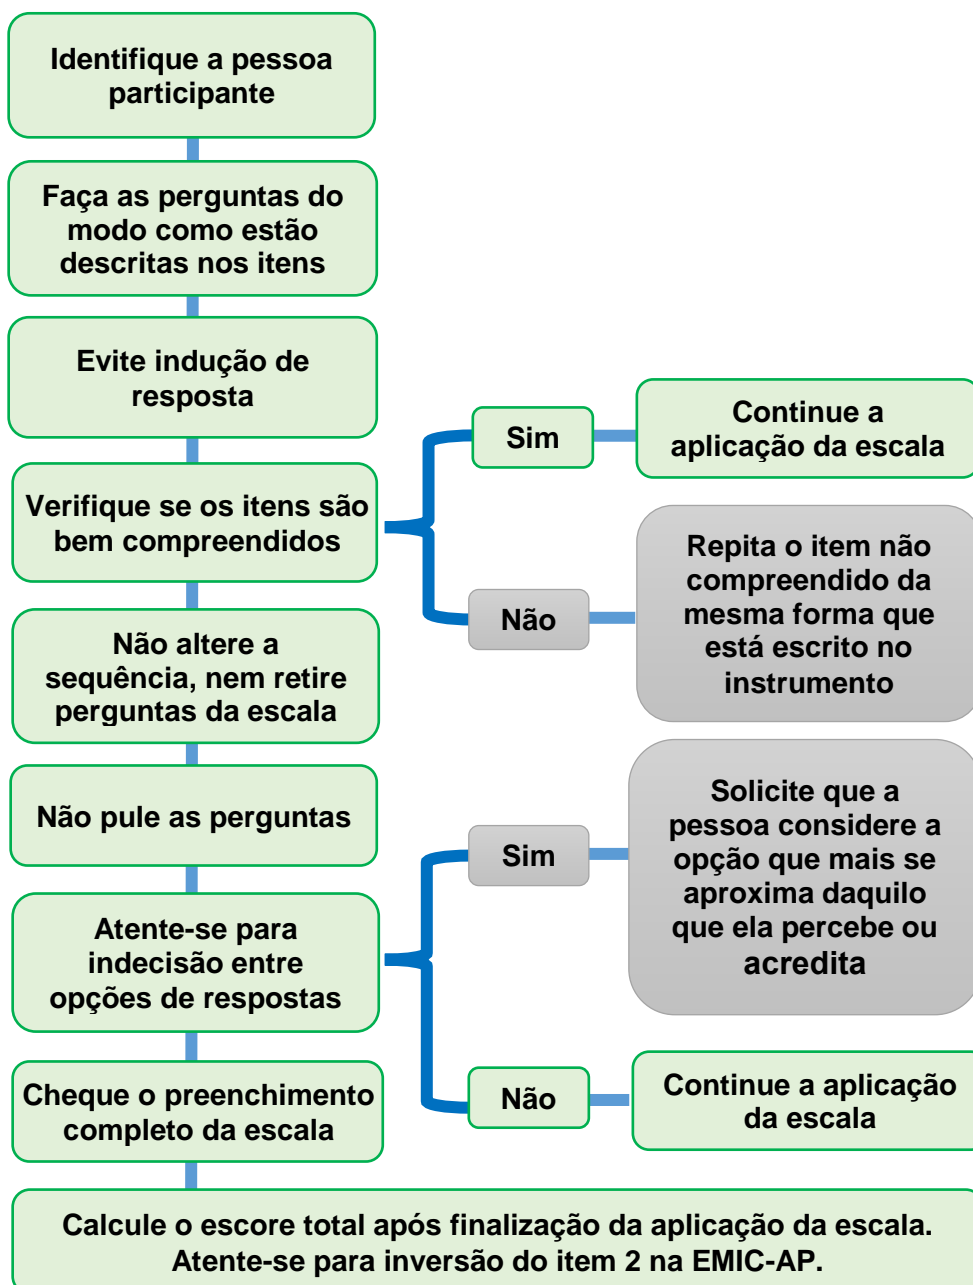 Identifique a pessoa
participante
Faça as perguntas do
modo como estão
descritas nos itens
Evite indução de
resposta
Verifique se os itens são
bem compreendidos
Sim
Continue a
aplicação da escala
Não
Repita o item não
compreendido da
mesma forma que
está escrito no
instrumento
Não altere a
sequência, nem retire
perguntas da escala
Não pule as perguntas
Atente-se para
indecisão entre
opções de respostas
Sim
Solicite que a
pessoa considere a
opção que mais se
aproxima daquilo
que ela percebe ou
acredita
Não
Continue a aplicação
da escala
Cheque o preenchimento
completo da escala
Calcule o escore total após finalização da aplicação da escala.
Atente-se para inversão do item 2 na EMIC-AP.